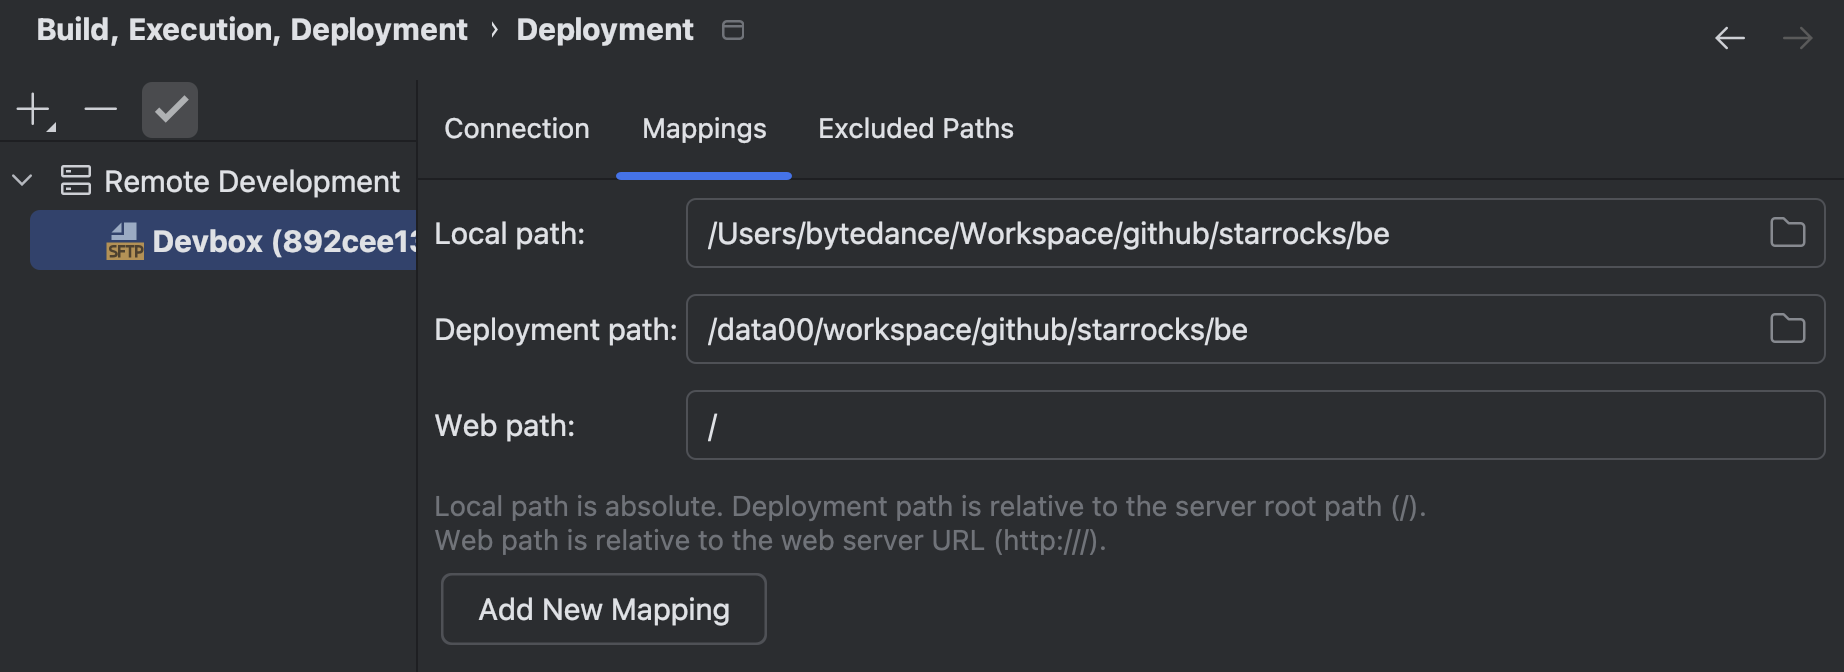 Build, Execution, Deployment › Deployment
Remote Development
SFTP Devbox (892cee13
Connection Mappings Excluded Paths
Local path: /Users/bytedance/Workspace/github/starrocks/be
Deployment path: /data00/workspace/github/starrocks/be
Web path: /
Local path is absolute. Deployment path is relative to the server root path (/).
Web path is relative to the web server URL (http:///).
Add New Mapping